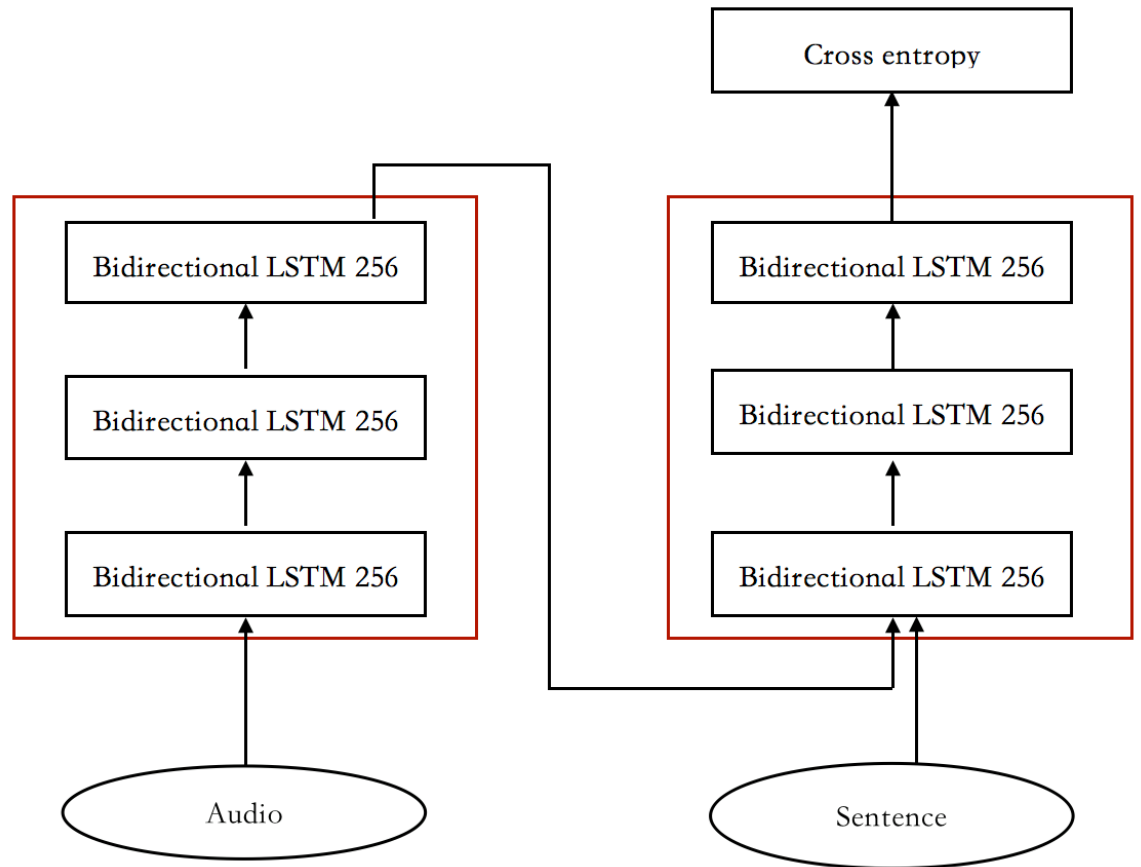 Cross entropy
Bidirectional LSTM 256
Bidirectional LSTM 256
Bidirectional LSTM 256
Bidirectional LSTM 256
Bidirectional LSTM 256
Bidirectional LSTM 256
Audio
Sentence